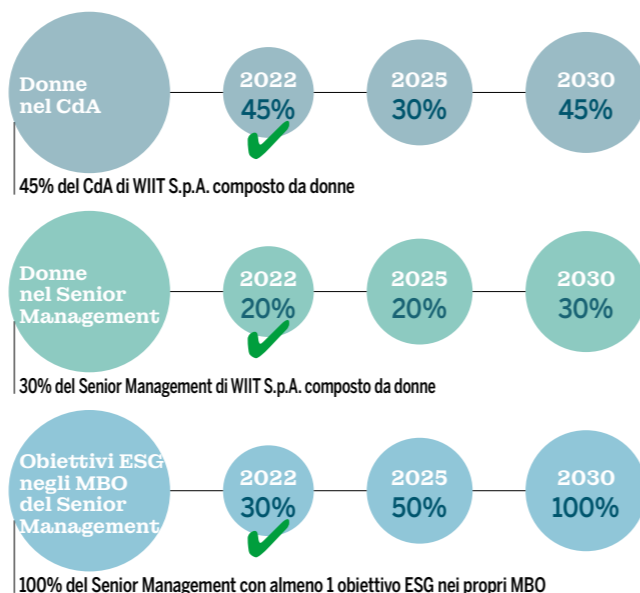 Donne
nel CdA
2022
45%
2025
30%
2030
45%
45% del CdA di WIIT S.p.A. composto da donne
Donne
nel Senior
Management
2022
20%
2025
20%
2030
30%
30% del Senior Management di WIIT S.p.A. composto da donne
Obiettivi ESG
negli MBO
del Senior
Management
2022
30%
2025
50%
2030
100%
100% del Senior Management con almeno 1 obiettivo ESG nei propri MBO